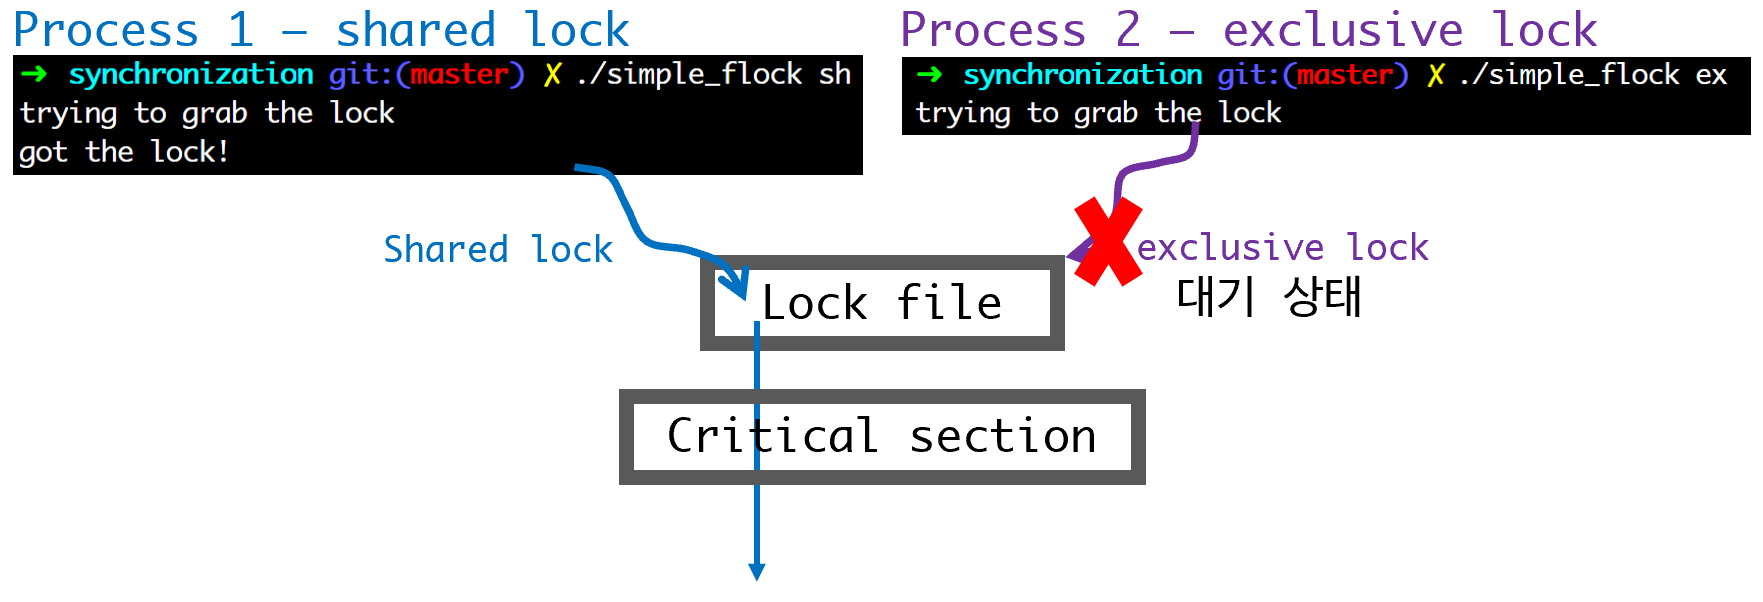 Process 1 – shared lock
➜ synchronization git:(master) ✗ ./simple_flock sh
trying to grab the lock
got the lock!
Process 2 – exclusive lock
➜ synchronization git:(master) ✗ ./simple_flock ex
trying to grab the lock
Shared lock
exclusive lock
대기 상태
Lock file
Critical section